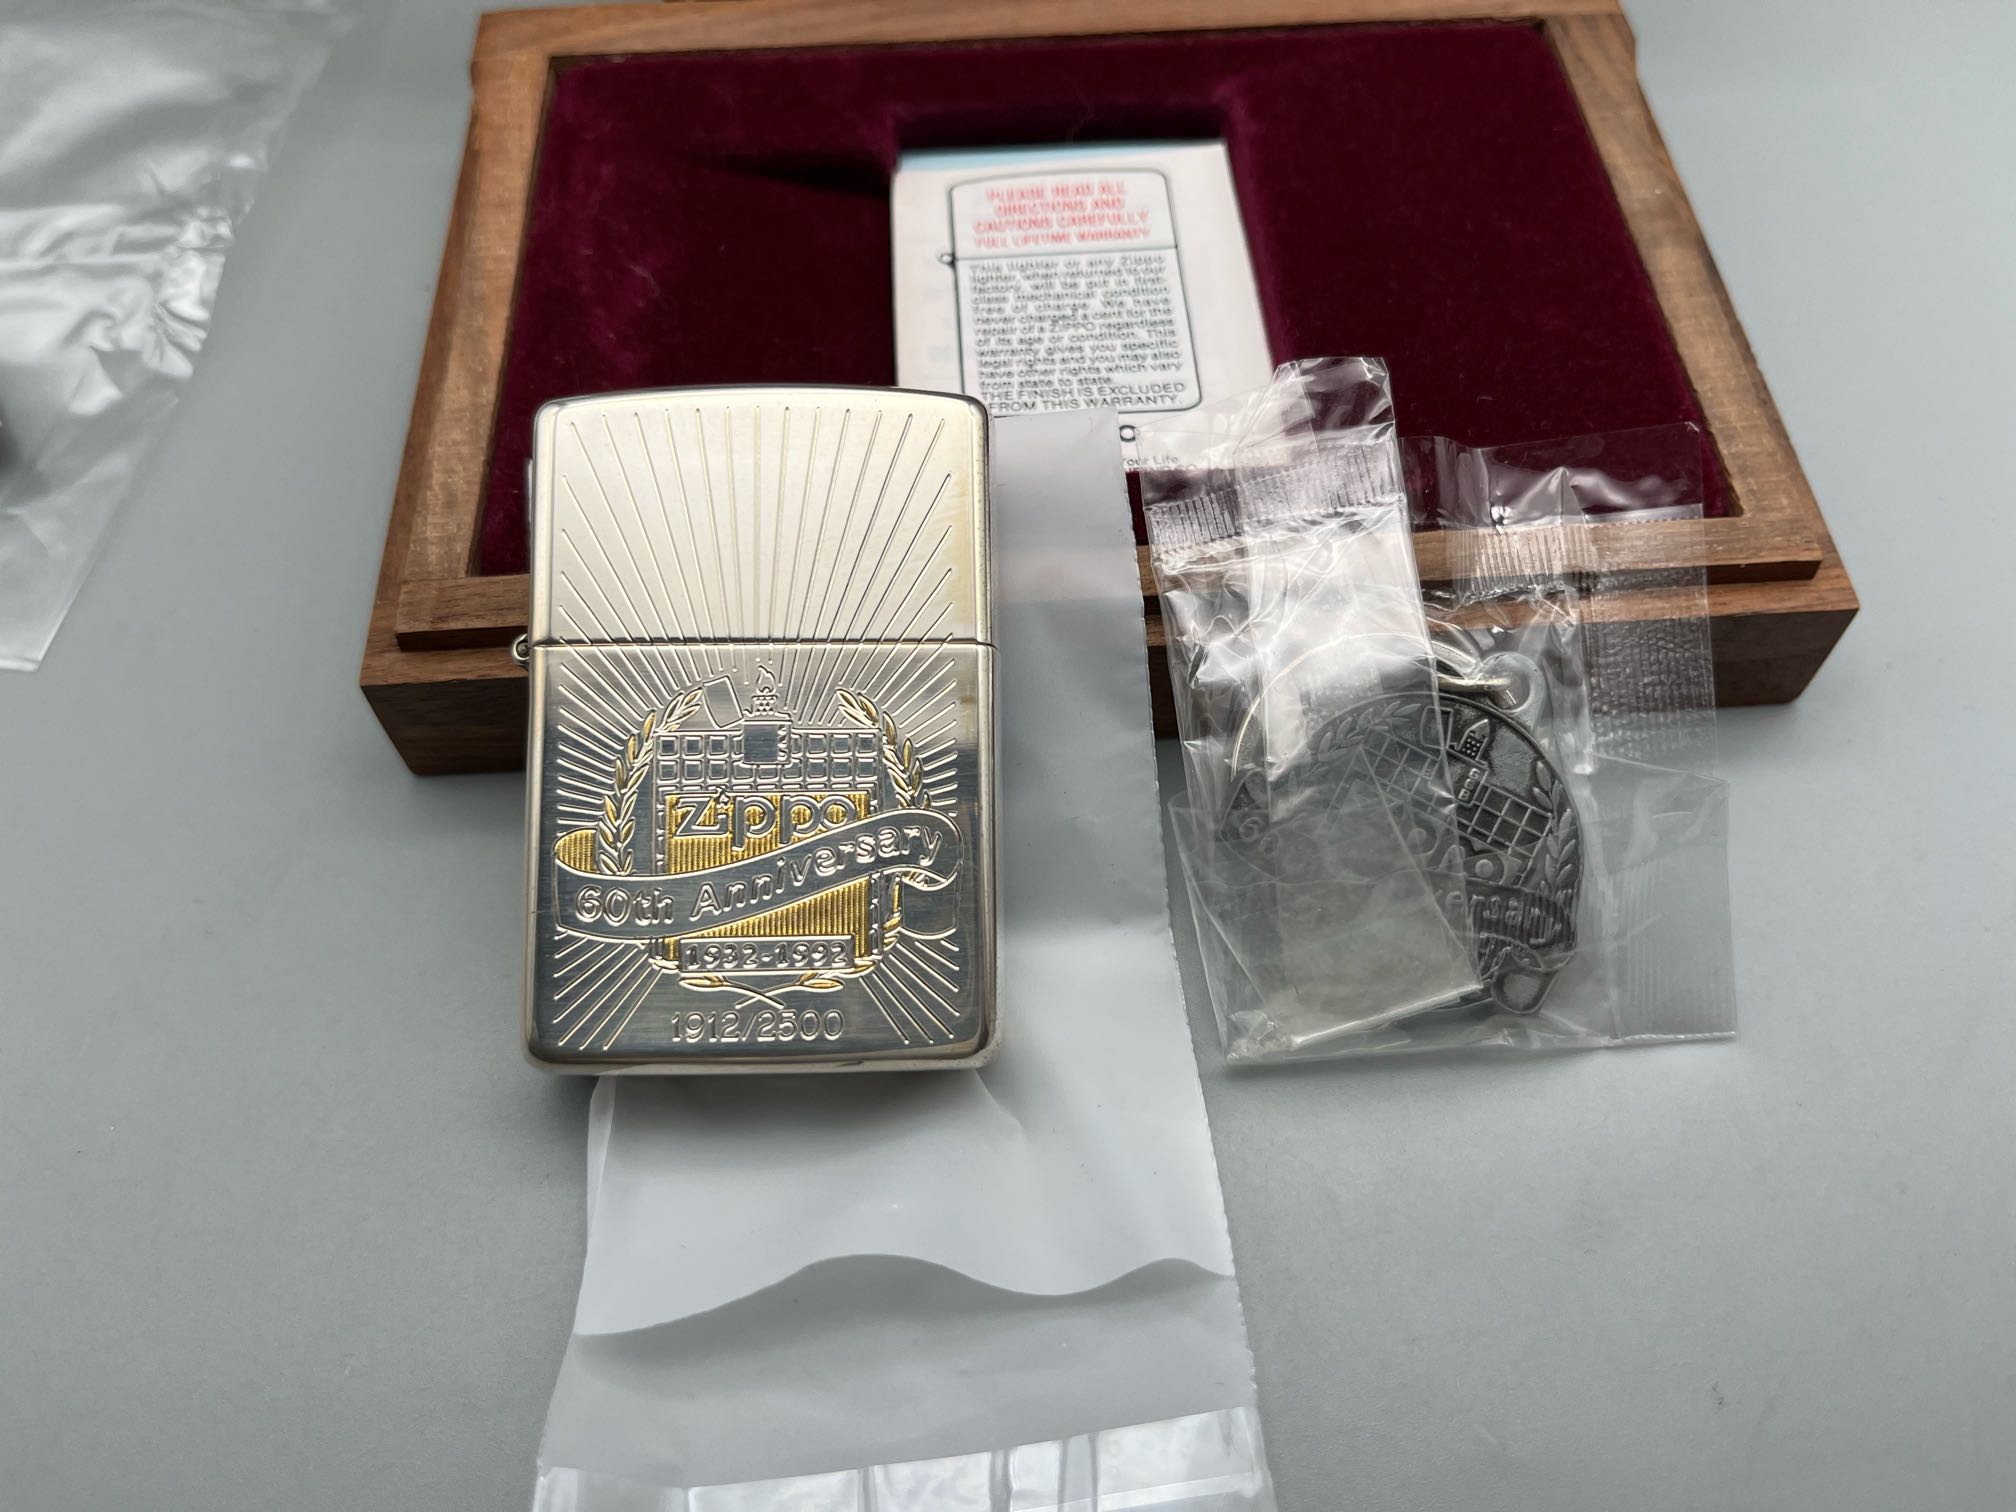 PLEASE READ ALL
DIRECTIONS AND
CAUTIONS CAREFULLY
FULL LIFETIME WARRANTY
This lighter or any Zippo
lighter, when returned to our
factory, will be put in first-
class mechanical condition
free of charge. We have
never charged a cent for the
repair of a ZIPPO regardless
of its age or condition. This
warranty gives you specific
legal rights and you may also
have other rights which vary
from state to state.
THE FINISH IS EXCLUDED
FROM THIS WARRANTY.
Your Life
Zippo
60th Anniversary
1932-1992
1912/2500